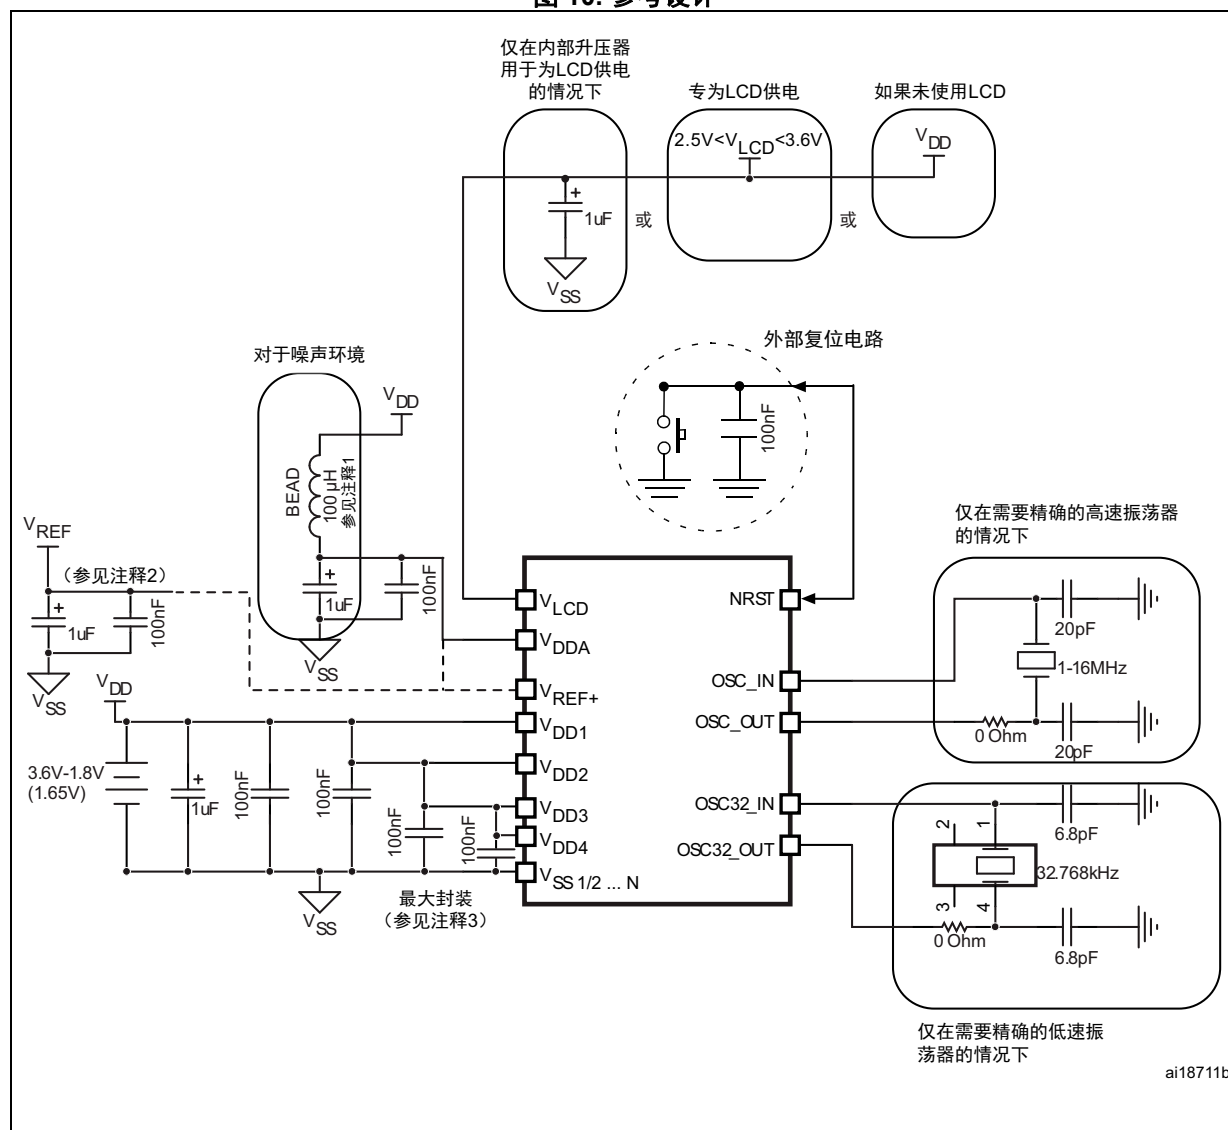 仅在内部升压器
用于为LCD供电
的情况下
专为LCD供电
如果未使用LCD
2.5V<VLCD<3.6V
VDD
+
1uF
或
或
VSS
外部复位电路
100nF
对于噪声环境
VDD
BEAD
100 µH
参见注释1
+
1uF
100nF
VSS
VREF
（参见注释2）
+
1uF
100nF
VSS
VDD
3.6V-1.8V
(1.65V)
+
1uF
100nF
100nF
100nF
100nF
VSS
最大封装
（参见注释3）
VLCD
VDDA
VREF+
VDD1
VDD2
VDD3
VDD4
VSS 1/2 ... N
NRST
OSC_IN
OSC_OUT
OSC32_IN
OSC32_OUT
仅在需要精确的高速振荡器
的情况下
20pF
1-16MHz
0 Ohm
20pF
6.8pF
2
1
32.768kHz
3
4
0 Ohm
6.8pF
仅在需要精确的低速振
荡器的情况下
ai18711b